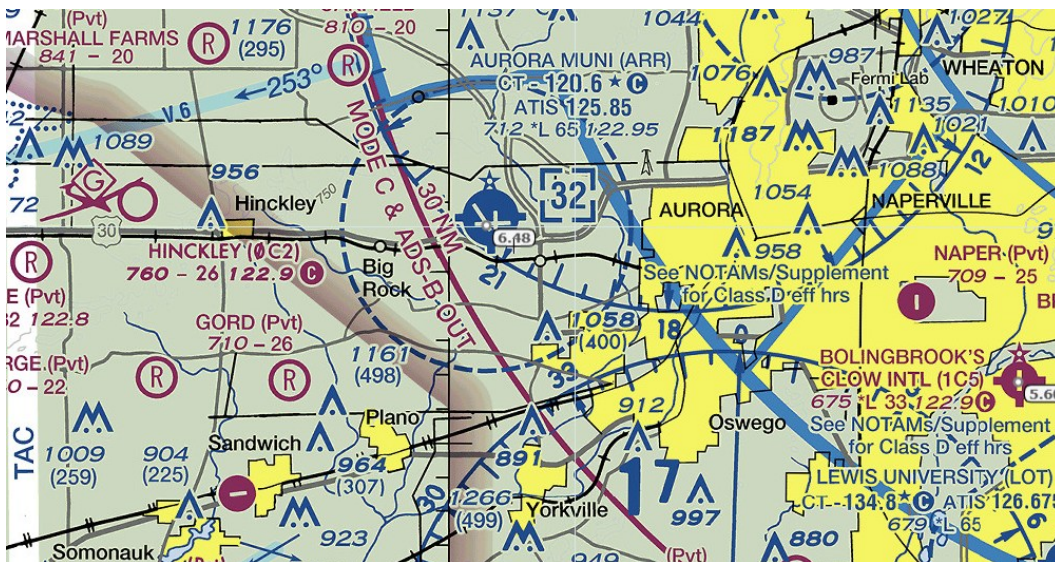 (Pvt)
MARSHALL FARMS
841 - 20
R
1176
(295)
810 - 20
R
1044
1027
AURORA MUNI (ARR)
CT - 120.6 ★ C
ATIS 125.85
712 *L 65 122.95
1076
987
Fermi Lab
WHEATON
1135
1010
253°
V 6
1187
1021
12
1089
MODE C & ADS-B OUT
30 NM
1088
956
G
1054
72
Hinckley
750
32
AURORA
NAPERVILLE
30
6.48
21
HINCKLEY (0C2)
760 - 26 122.9 C
Big
Rock
958
See NOTAMs/Supplement
for Class D eff hrs
NAPER (Pvt)
709 - 25
R
E (Pvt)
122.8
GORD (Pvt)
710 - 26
1058
(400)
18
RGE (Pvt)
0 - 22
R
R
1161
(498)
33
BOLINGBROOK'S
CLOW INTL (1C5)
675 *L 33 122.9 C
5.60
912
Plano
Oswego
See NOTAMs/Supplement
for Class D eff hrs
TAC
1009
(259)
904
(225)
Sandwich
964
(307)
891
17
LEWIS UNIVERSITY (LOT)
CT - 134.8 ★ C ATIS 126.675
679 *L 65
30
1266
(499)
Yorkville
997
923
Somonauk
949
(Pvt)
880